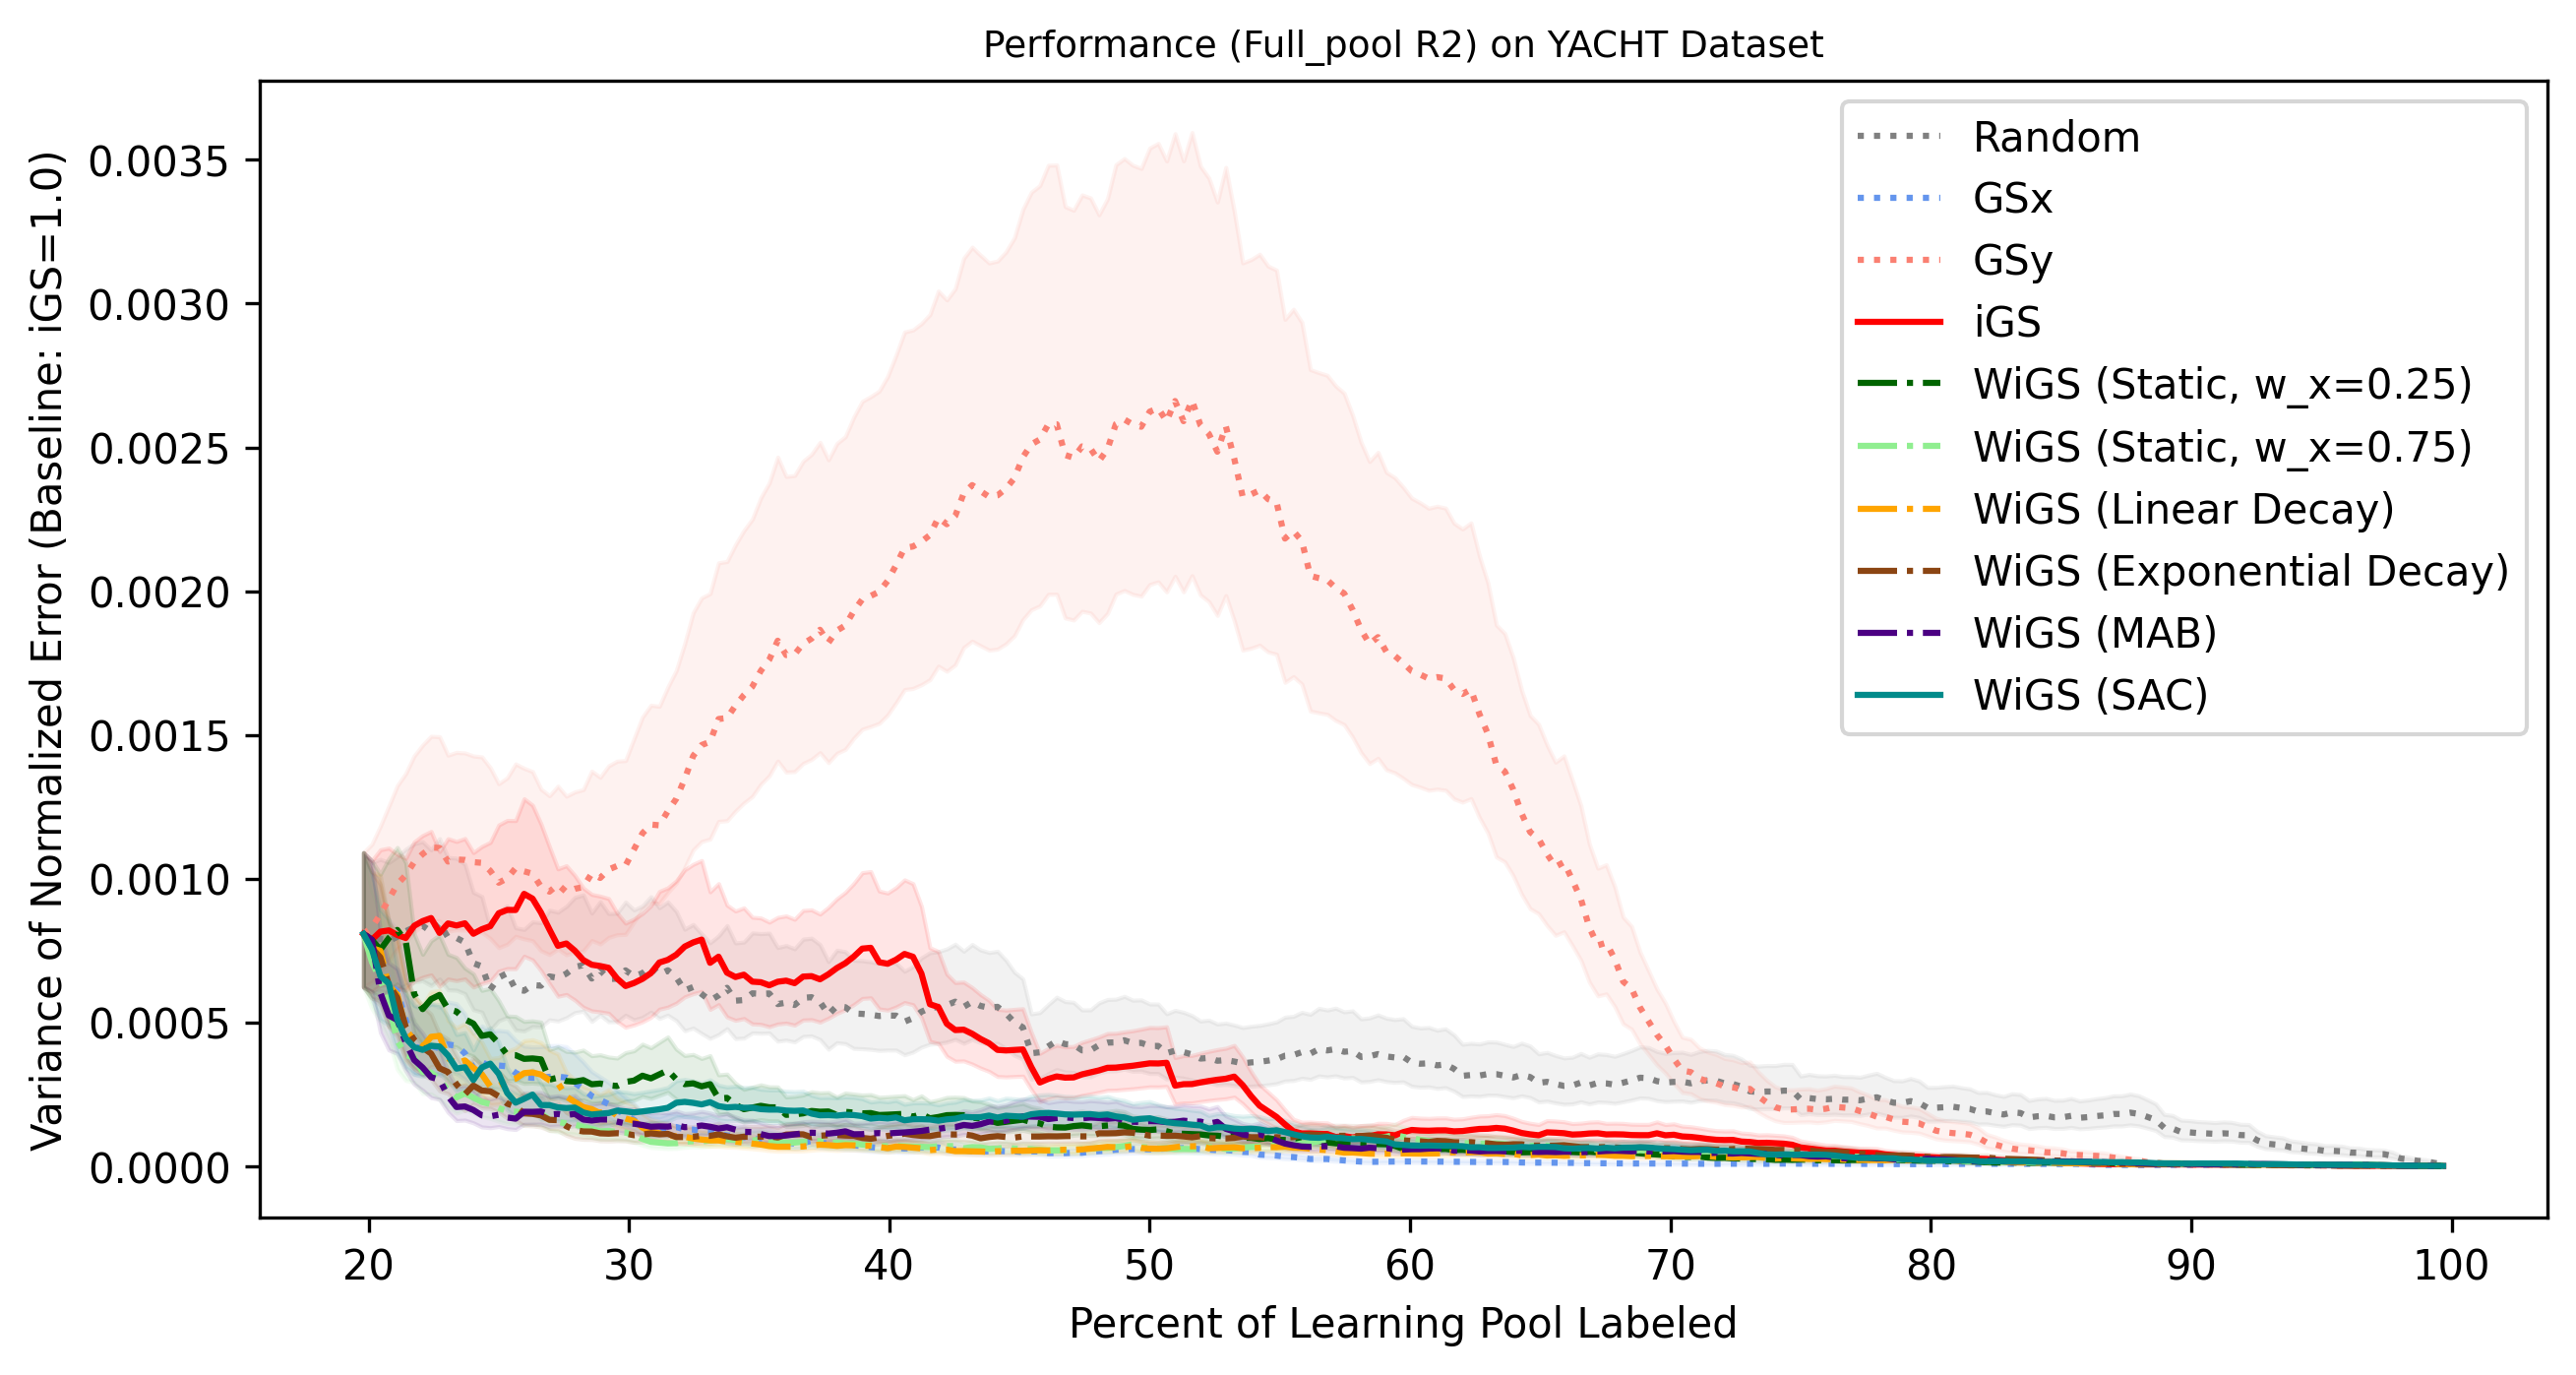 Performance (Full_pool R2) on YACHT Dataset
Variance of Normalized Error (Baseline: iGS=1.0)
0.0035
0.0030
0.0025
0.0020
0.0015
0.0010
0.0005
0.0000
Random
GSx
GSy
iGS
WiGS (Static, w_x=0.25)
WiGS (Static, w_x=0.75)
WiGS (Linear Decay)
WiGS (Exponential Decay)
WiGS (MAB)
WiGS (SAC)
20 30 40 50 60 70 80 90 100
Percent of Learning Pool Labeled